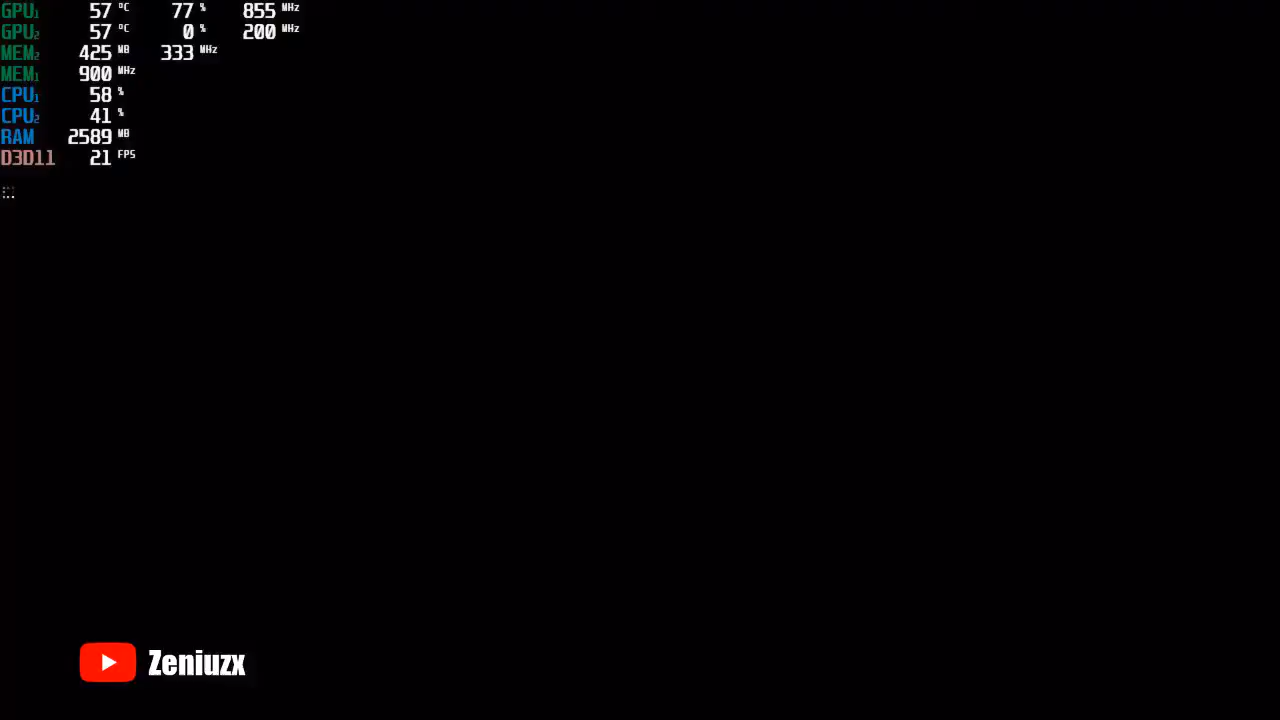 GPU1 57 °C 77 % 855 MHz
GPU2 57 °C 0 % 200 MHz
MEM2 425 MB 333 MHz
MEM1 900 MHz
CPU1 58 %
CPU2 41 %
RAM 2589 MB
D3D11 21 FPS
Zeniuzx